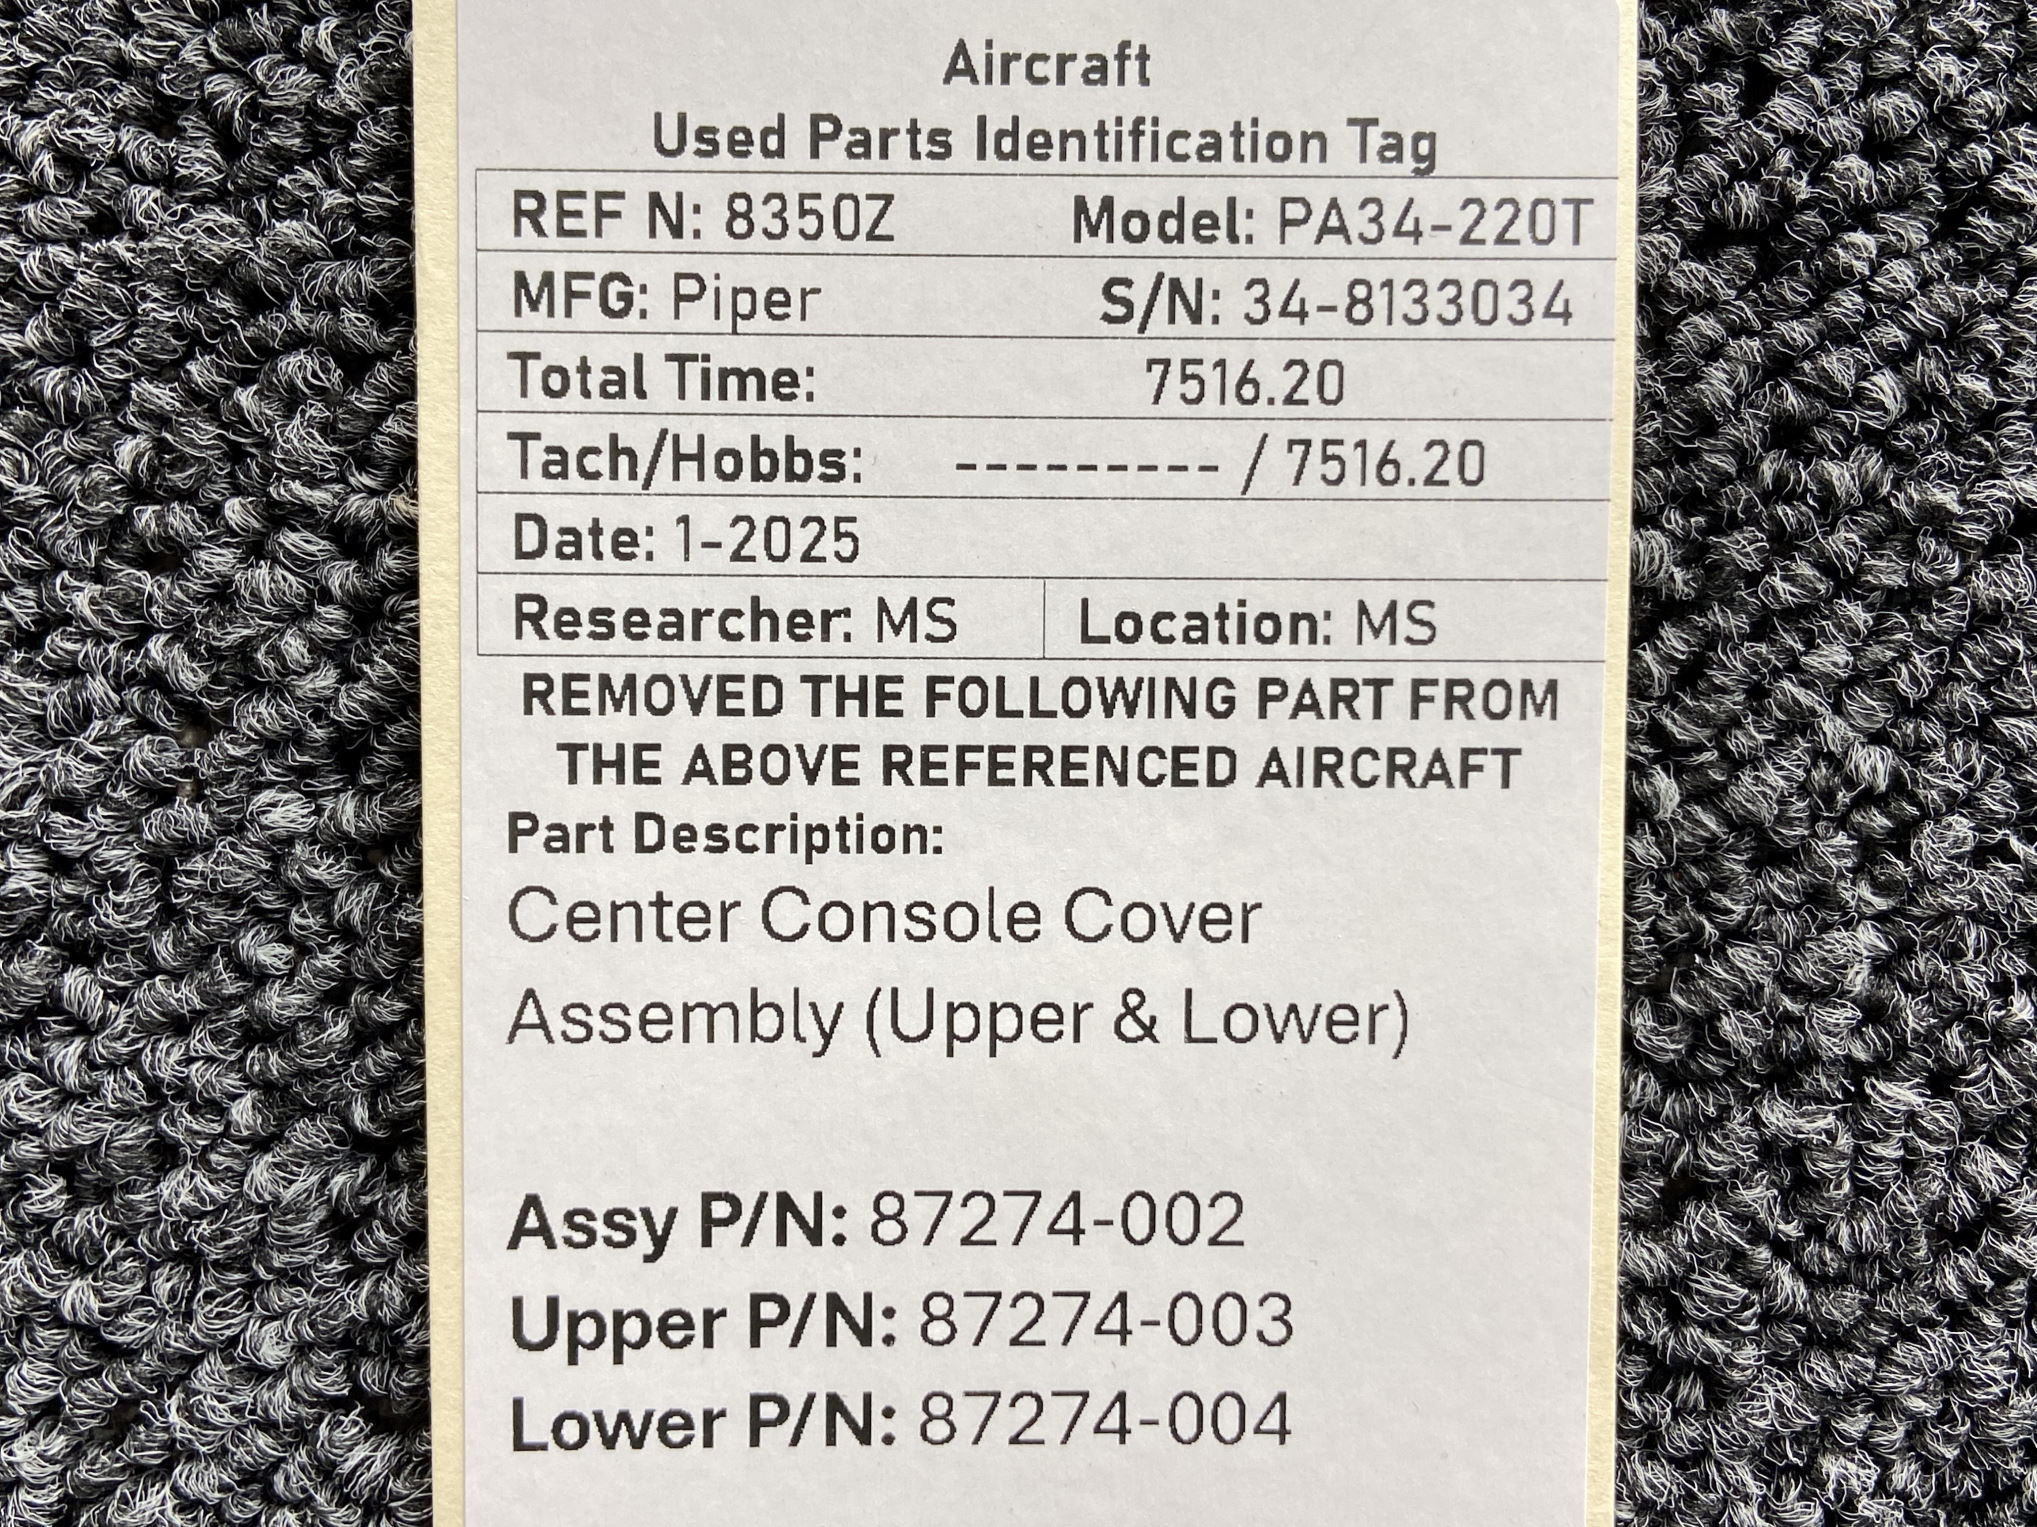 Aircraft
Used Parts Identification Tag
REF N: 8350Z Model: PA34-220T
MFG: Piper S/N: 34-8133034
Total Time: 7516.20
Tach/Hobbs: --------- / 7516.20
Date: 1-2025
Researcher: MS Location: MS
REMOVED THE FOLLOWING PART FROM
THE ABOVE REFERENCED AIRCRAFT
Part Description:
Center Console Cover
Assembly (Upper & Lower)
Assy P/N: 87274-002
Upper P/N: 87274-003
Lower P/N: 87274-004